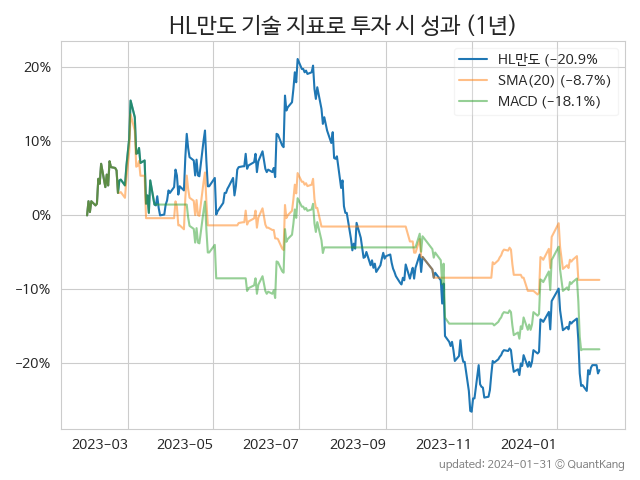 HL만도 기술 지표로 투자 시 성과 (1년)
HL만도 (−20.9%
SMA(20) (−8.7%)
MACD (−18.1%)
20%
10%
0%
−10%
−20%
2023-03
2023-05
2023-07
2023-09
2023-11
2024-01
updated: 2024-01-31 © QuantKang